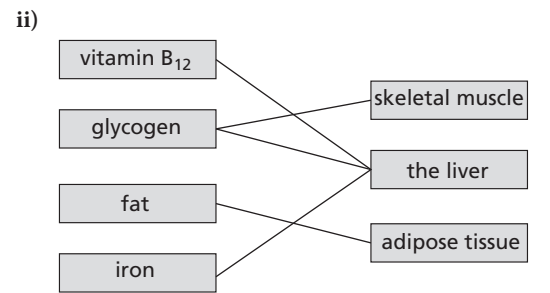 ii)
vitamin B₁₂
glycogen
fat
iron
skeletal muscle
the liver
adipose tissue